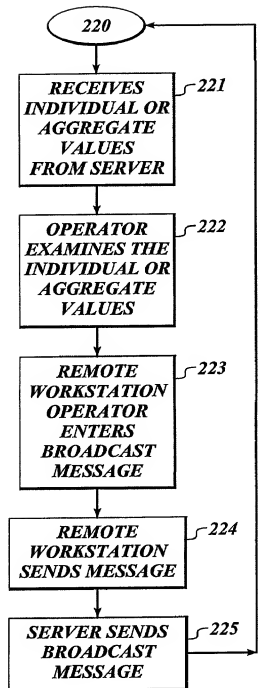 220
RECEIVES 221
INDIVIDUAL OR
AGGREGATE
VALUES
FROM SERVER
OPERATOR 222
EXAMINES THE
INDIVIDUAL OR
AGGREGATE
VALUES
REMOTE 223
WORKSTATION
OPERATOR
ENTERS
BROADCAST
MESSAGE
REMOTE 224
WORKSTATION
SENDS MESSAGE
SERVER SENDS 225
BROADCAST
MESSAGE